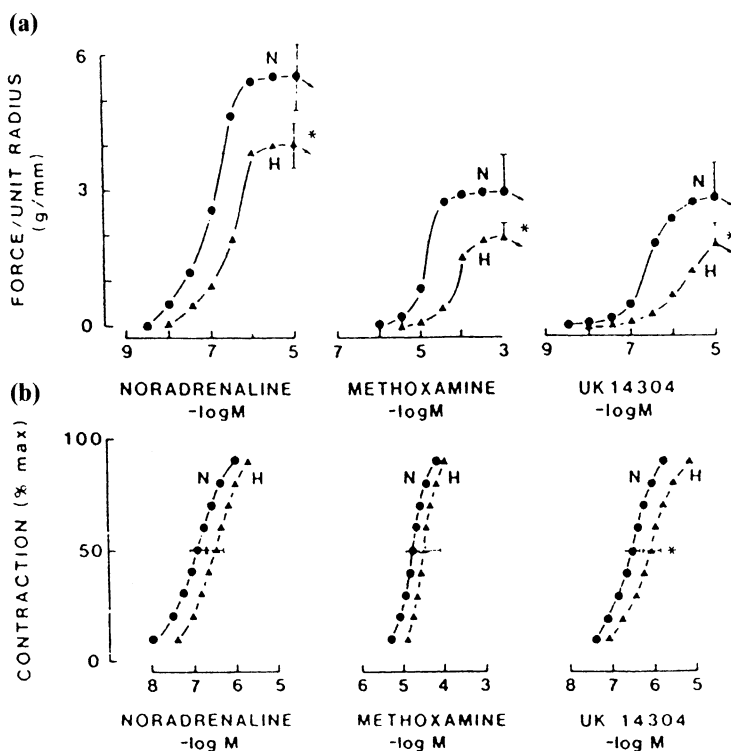 (a)
FORCE/UNIT RADIUS
(g/mm)
6
3
0
N
H
*
N
H
*
N
H
*
9 7 5
7 5 3
9 7 5
NORADRENALINE
-logM
METHOXAMINE
-logM
UK 14304
-logM
(b)
CONTRACTION (% max)
100
50
0
N
H
N
H
N
H
*
8 7 6 5
6 5 4 3
8 7 6 5
NORADRENALINE
-log M
METHOXAMINE
-log M
UK 14304
-log M